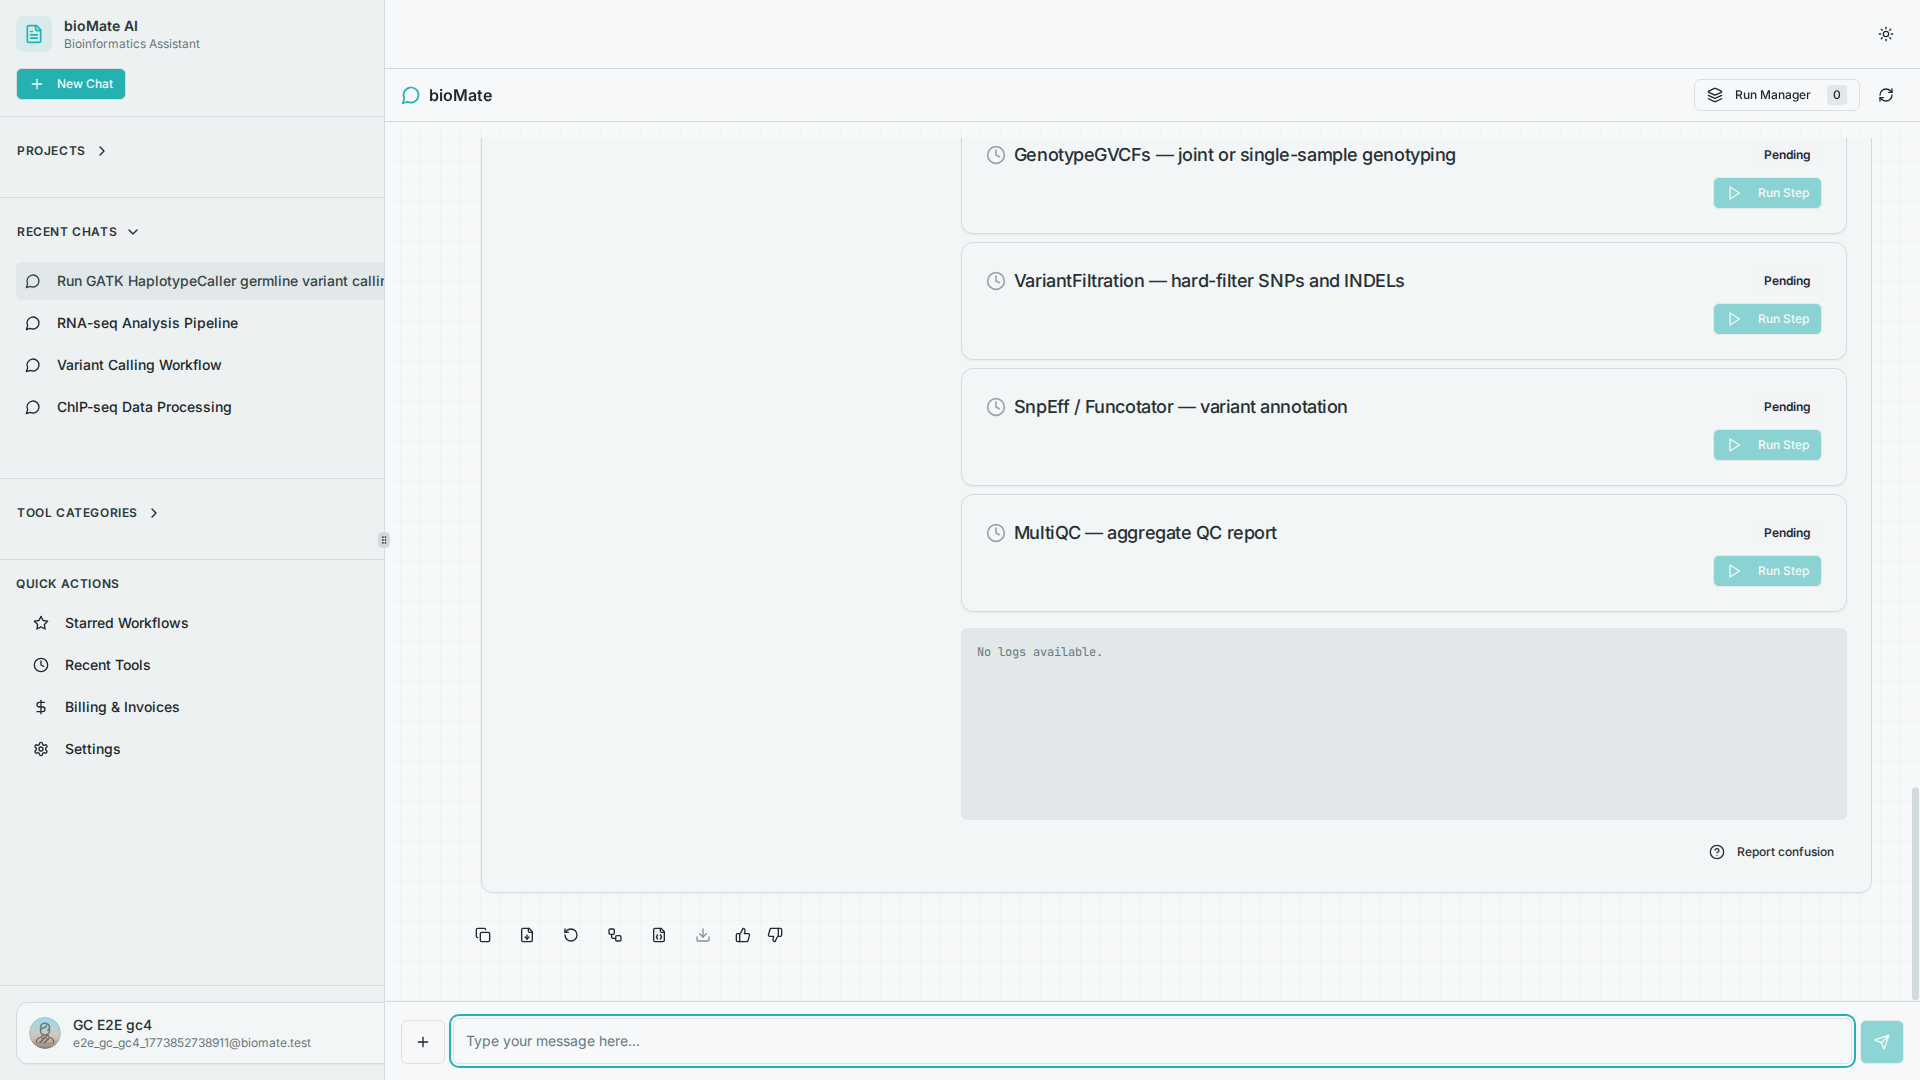 bioMate AI
Bioinformatics Assistant
New Chat
PROJECTS
RECENT CHATS
Run GATK HaplotypeCaller germline variant callin
RNA-seq Analysis Pipeline
Variant Calling Workflow
ChIP-seq Data Processing
TOOL CATEGORIES
QUICK ACTIONS
Starred Workflows
Recent Tools
Billing & Invoices
Settings
GC E2E gc4
e2e_gc_gc4_1773852738911@biomate.test
bioMate
Run Manager 0
GenotypeGVCFs — joint or single-sample genotyping
Pending
Run Step
VariantFiltration — hard-filter SNPs and INDELs
Pending
Run Step
SnpEff / Funcotator — variant annotation
Pending
Run Step
MultiQC — aggregate QC report
Pending
Run Step
No logs available.
Report confusion
Type your message here...